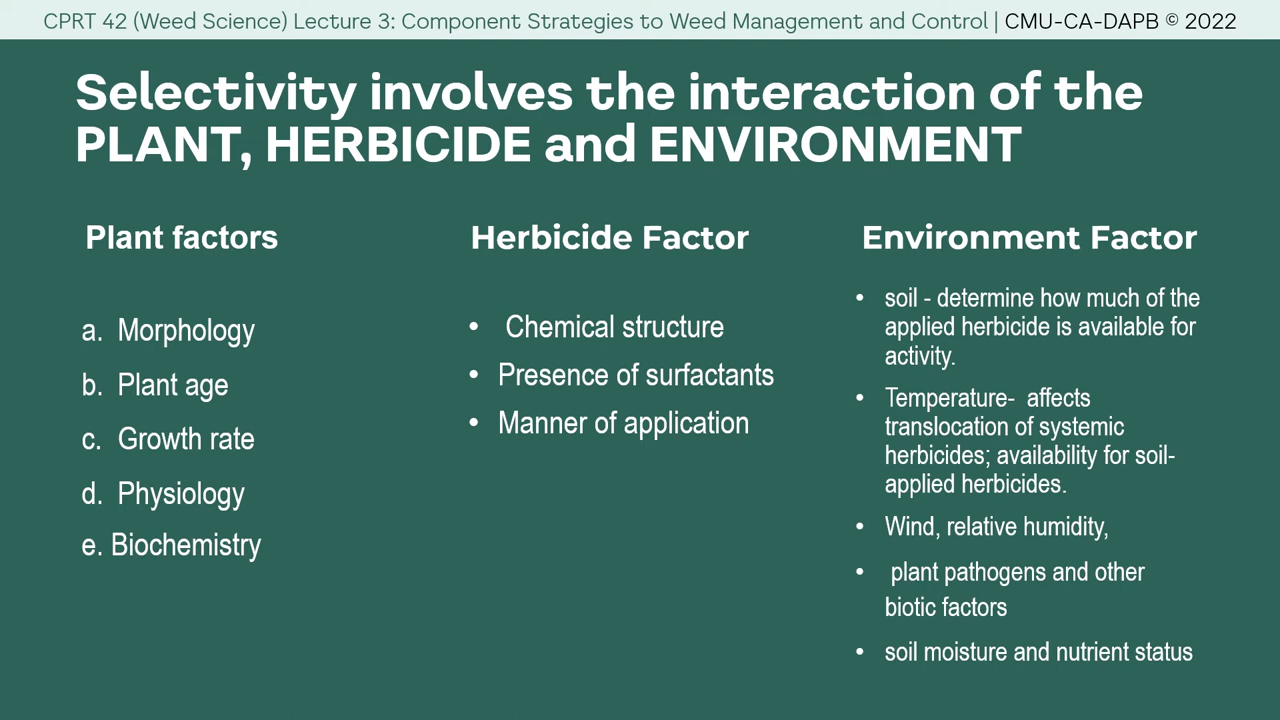 CPRT 42 (Weed Science) Lecture 3: Component Strategies to Weed Management and Control | CMU-CA-DAPB © 2022
Selectivity involves the interaction of the
PLANT, HERBICIDE and ENVIRONMENT
Plant factors
a. Morphology
b. Plant age
c. Growth rate
d. Physiology
e. Biochemistry
Herbicide Factor
• Chemical structure
• Presence of surfactants
• Manner of application
Environment Factor
• soil - determine how much of the
applied herbicide is available for
activity.
• Temperature- affects
translocation of systemic
herbicides; availability for soil-
applied herbicides.
• Wind, relative humidity,
• plant pathogens and other
biotic factors
• soil moisture and nutrient status